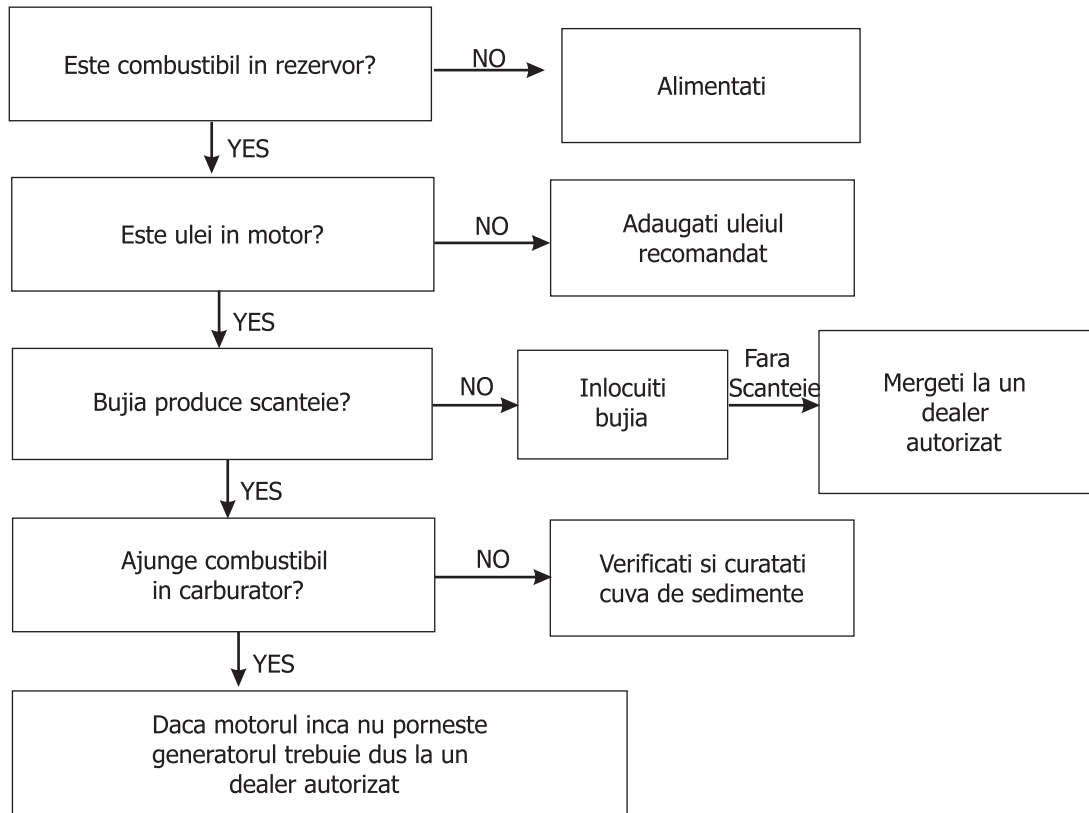 Este combustibil in rezervor?
NO
Alimentati
YES
Este ulei in motor?
NO
Adaugati uleiul
recomandat
YES
Bujia produce scanteie?
NO
Inlocuiti
bujia
Fara
Scanteie
Mergeti la un
dealer
autorizat
YES
Ajunge combustibil
in carburator?
NO
Verificati si curatati
cuva de sedimente
YES
Daca motorul inca nu porneste
generatorul trebuie dus la un
dealer autorizat